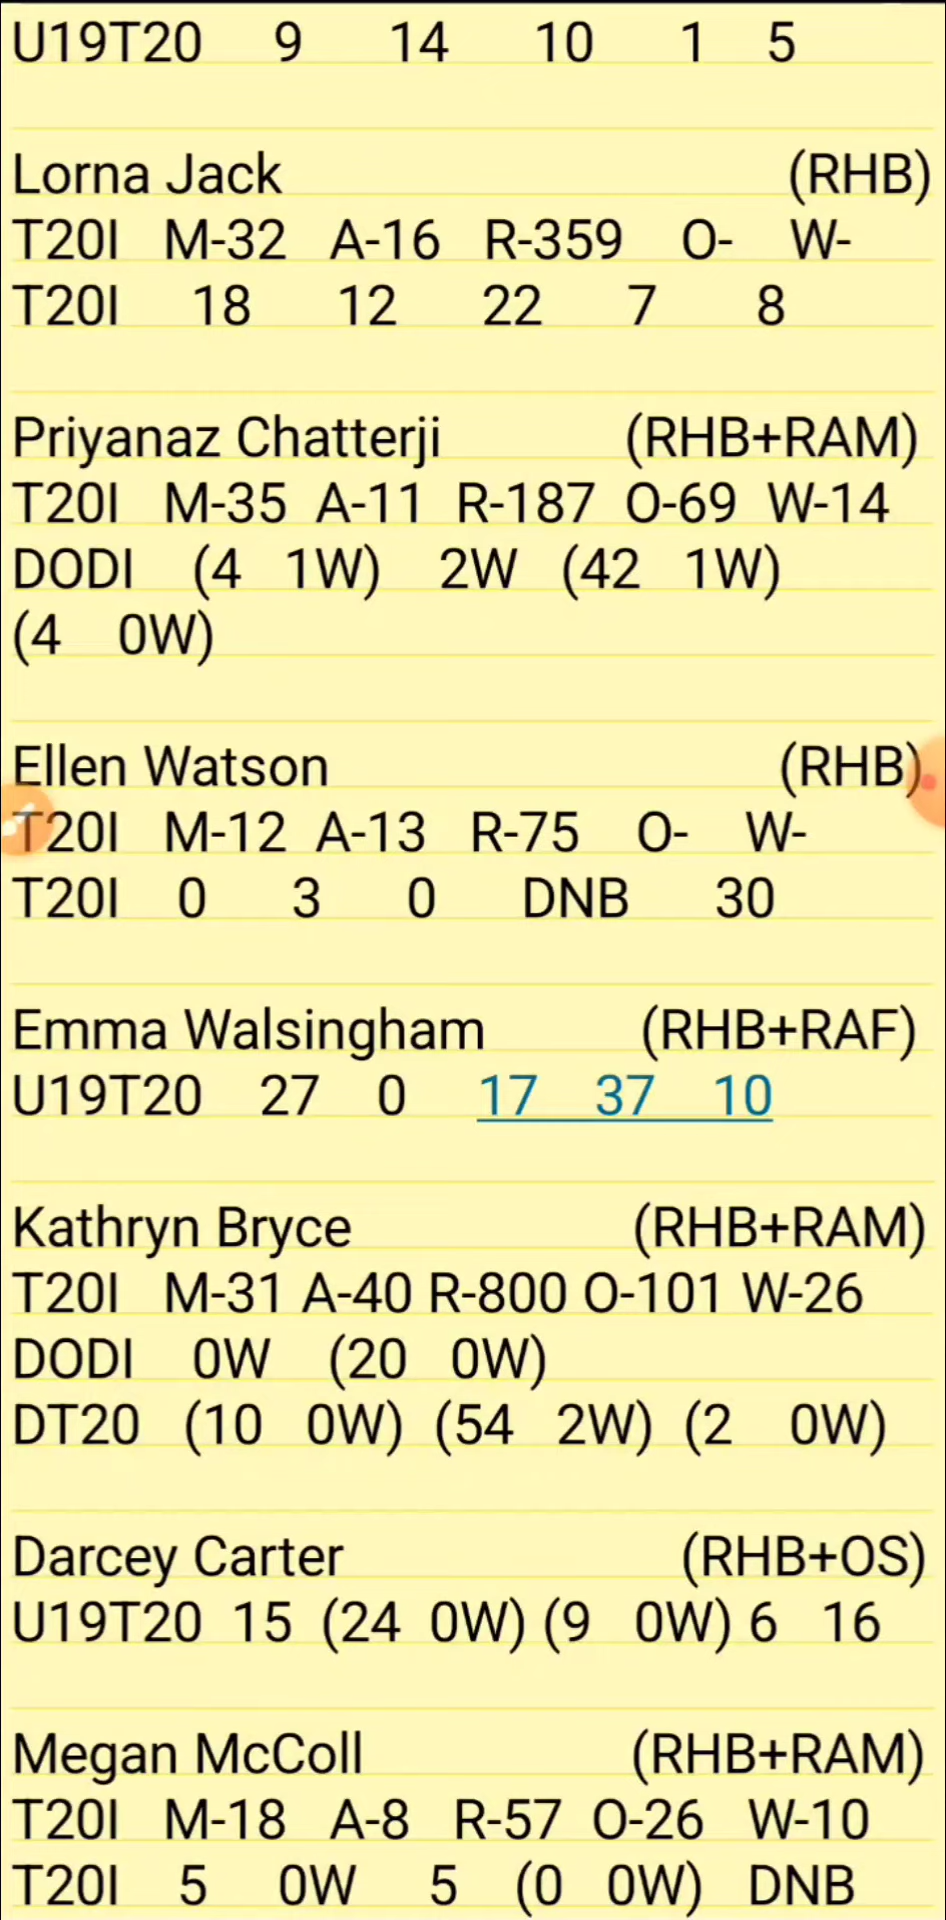 U19T20 9 14 10 1 5
Lorna Jack (RHB)
T20I M-32 A-16 R-359 O- W-
T20I 18 12 22 7 8
Priyanaz Chatterji (RHB+RAM)
T20I M-35 A-11 R-187 O-69 W-14
DODI (4 1W) 2W (42 1W)
(4 0W)
Ellen Watson (RHB)
T20I M-12 A-13 R-75 O- W-
T20I 0 3 0 DNB 30
Emma Walsingham (RHB+RAF)
U19T20 27 0 17 37 10
Kathryn Bryce (RHB+RAM)
T20I M-31 A-40 R-800 O-101 W-26
DODI 0W (20 0W)
DT20 (10 0W) (54 2W) (2 0W)
Darcey Carter (RHB+OS)
U19T20 15 (24 0W) (9 0W) 6 16
Megan McColl (RHB+RAM)
T20I M-18 A-8 R-57 O-26 W-10
T20I 5 0W 5 (0 0W) DNB